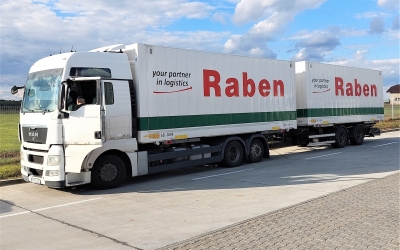 your partner
in logistics
Raben
your partner
in logistics
Raben
MAN